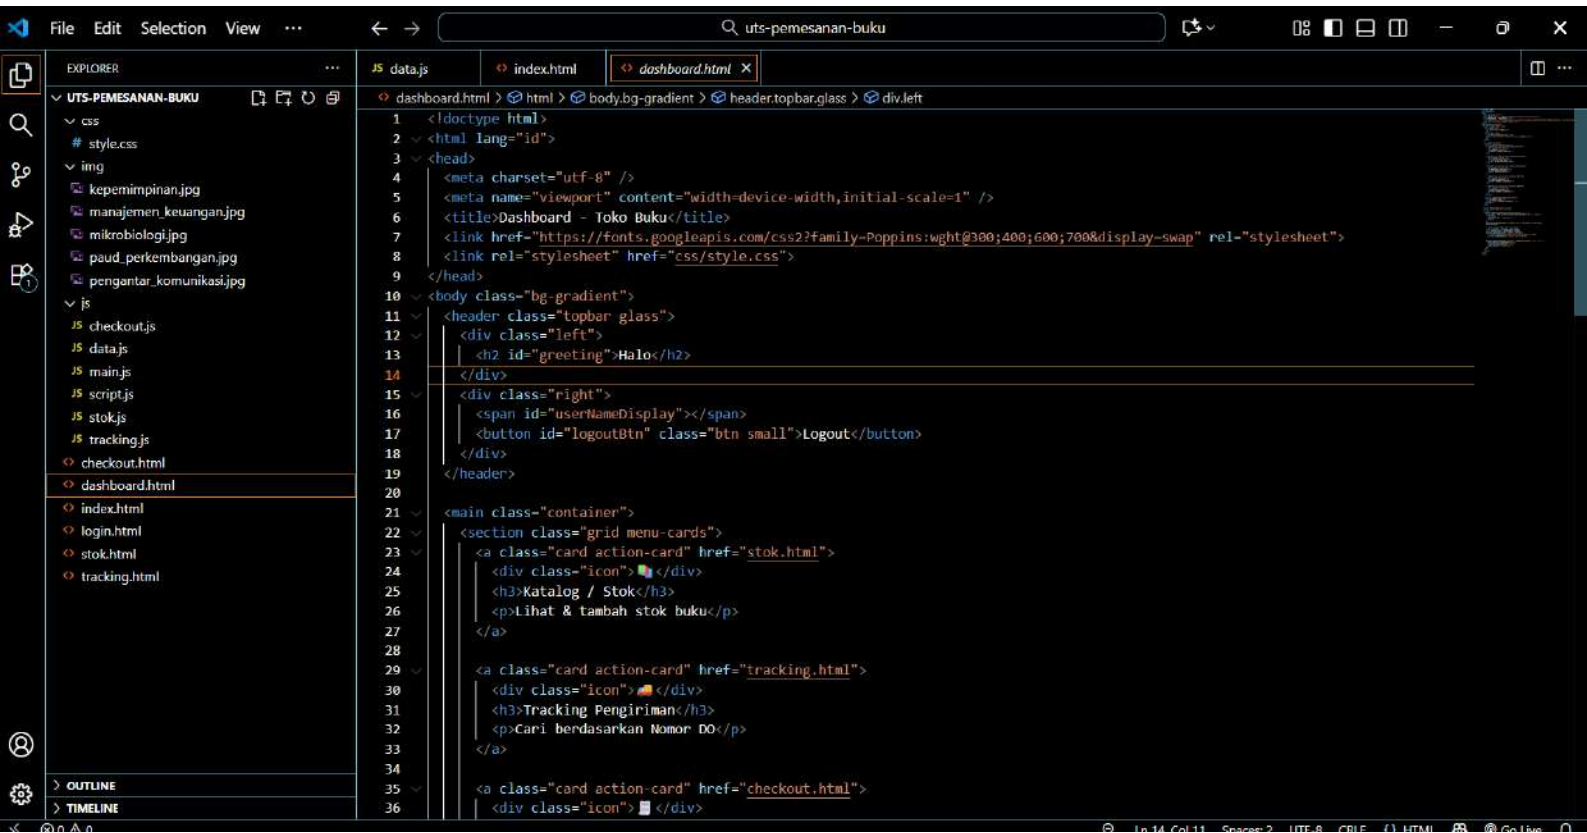 File Edit Selection View ··· ← → uts-pemesanan-buku
EXPLORER ···
UTS-PEMESANAN-BUKU
css
# style.css
img
kepemimpinan.jpg
manajemen_keuangan.jpg
mikrobiologi.jpg
paud_perkembangan.jpg
pengantar_komunikasi.jpg
js
JS checkout.js
JS data.js
JS main.js
JS script.js
JS stok.js
JS tracking.js
<> checkout.html
<> dashboard.html
<> index.html
<> login.html
<> stok.html
<> tracking.html
OUTLINE
TIMELINE
1
JS data.js <> index.html <> dashboard.html ×
<> dashboard.html > html > body.bg-gradient > header.topbar.glass > div.left
1 <!doctype html>
2 <html lang="id">
3 <head>
4 <meta charset="utf-8" />
5 <meta name="viewport" content="width=device-width,initial-scale=1" />
6 <title>Dashboard - Toko Buku</title>
7 <link href="https://fonts.googleapis.com/css2?family=Poppins:wght@300;400;600;700&display=swap" rel="stylesheet">
8 <link rel="stylesheet" href="css/style.css">
9 </head>
10 <body class="bg-gradient">
11 <header class="topbar glass">
12 <div class="left">
13 <h2 id="greeting">Halo</h2>
14 </div>
15 <div class="right">
16 <span id="userNameDisplay"></span>
17 <button id="logoutBtn" class="btn small">Logout</button>
18 </div>
19 </header>
20
21 <main class="container">
22 <section class="grid menu-cards">
23 <a class="card action-card" href="stok.html">
24 <div class="icon">📚</div>
25 <h3>Katalog / Stok</h3>
26 <p>Lihat & tambah stok buku</p>
27 </a>
28
29 <a class="card action-card" href="tracking.html">
30 <div class="icon">🚚</div>
31 <h3>Tracking Pengiriman</h3>
32 <p>Cari berdasarkan Nomor DO</p>
33 </a>
34
35 <a class="card action-card" href="checkout.html">
36 <div class="icon">🧾</div>
0 0 Ln 14, Col 11 Spaces: 2 UTF-8 CRLF {} HTML Go Live